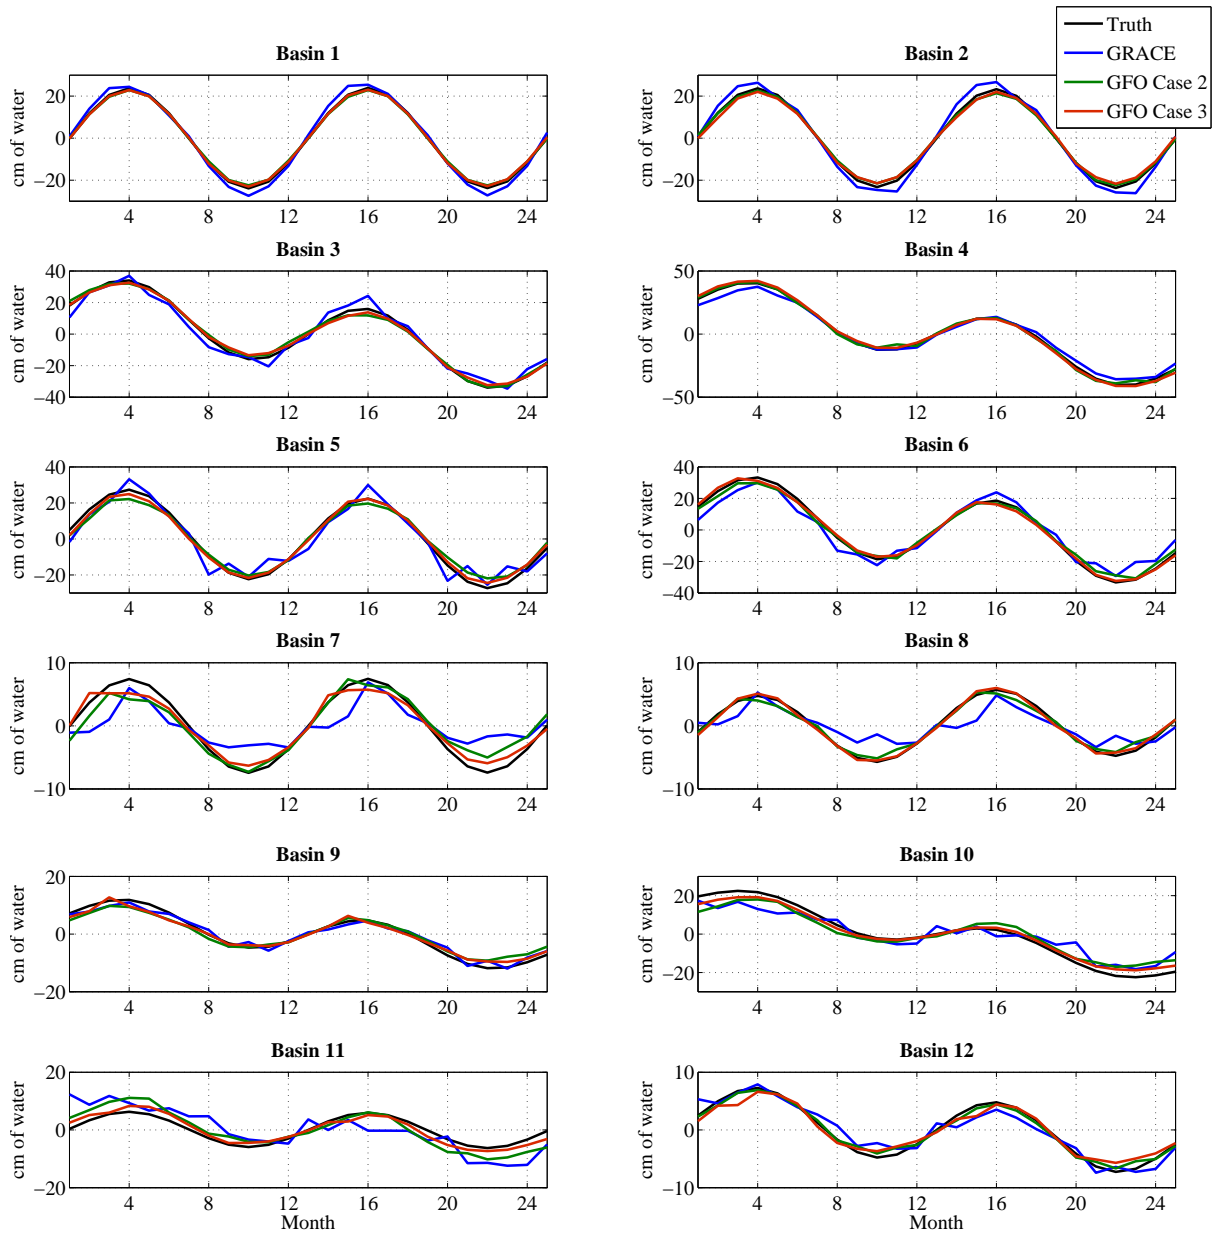 Truth
GRACE
GFO Case 2
GFO Case 3
Basin 1
cm of water
20
0
−20
4 8 12 16 20 24
Basin 2
cm of water
20
0
−20
4 8 12 16 20 24
Basin 3
cm of water
40
20
0
−20
−40
4 8 12 16 20 24
Basin 4
cm of water
50
0
−50
4 8 12 16 20 24
Basin 5
cm of water
40
20
0
−20
4 8 12 16 20 24
Basin 6
cm of water
40
20
0
−20
−40
4 8 12 16 20 24
Basin 7
cm of water
10
0
−10
4 8 12 16 20 24
Basin 8
cm of water
10
0
−10
4 8 12 16 20 24
Basin 9
cm of water
20
0
−20
4 8 12 16 20 24
Basin 10
cm of water
20
0
−20
4 8 12 16 20 24
Basin 11
cm of water
20
0
−20
4 8 12 16 20 24
Month
Basin 12
cm of water
10
0
−10
4 8 12 16 20 24
Month